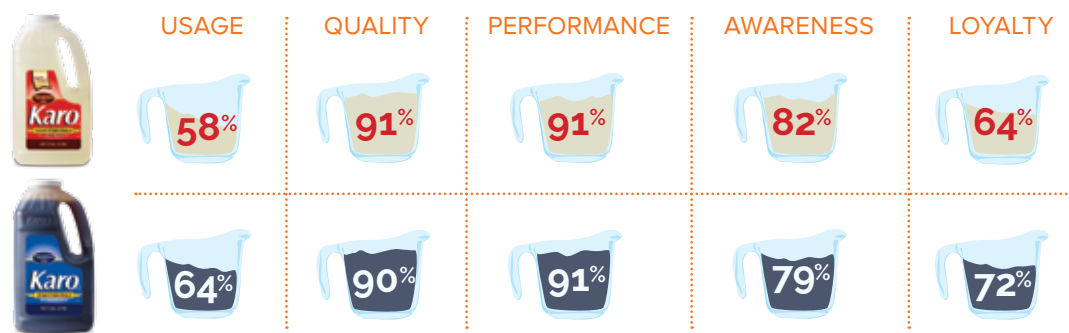 USAGE QUALITY PERFORMANCE AWARENESS LOYALTY
Karo
58% 91% 91% 82% 64%
Karo
64% 90% 91% 79% 72%